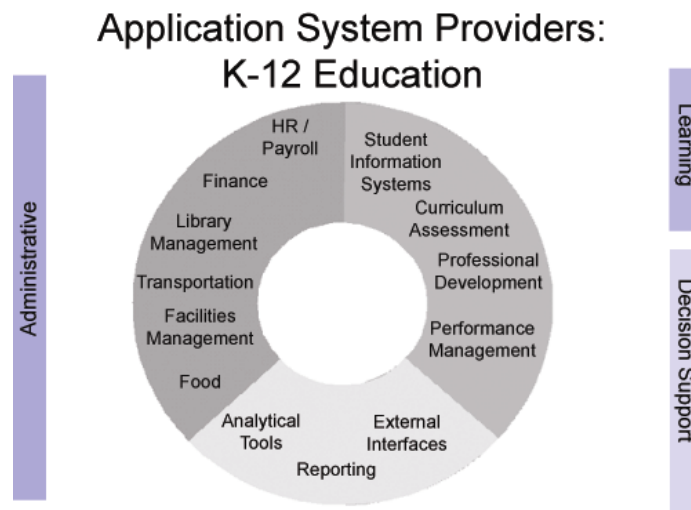 Application System Providers:
K-12 Education
Administrative
HR /
Payroll
Finance
Library
Management
Transportation
Facilities
Management
Food
Student
Information
Systems
Curriculum
Assessment
Professional
Development
Performance
Management
Analytical
Tools
External
Interfaces
Reporting
Learning
Decision Support